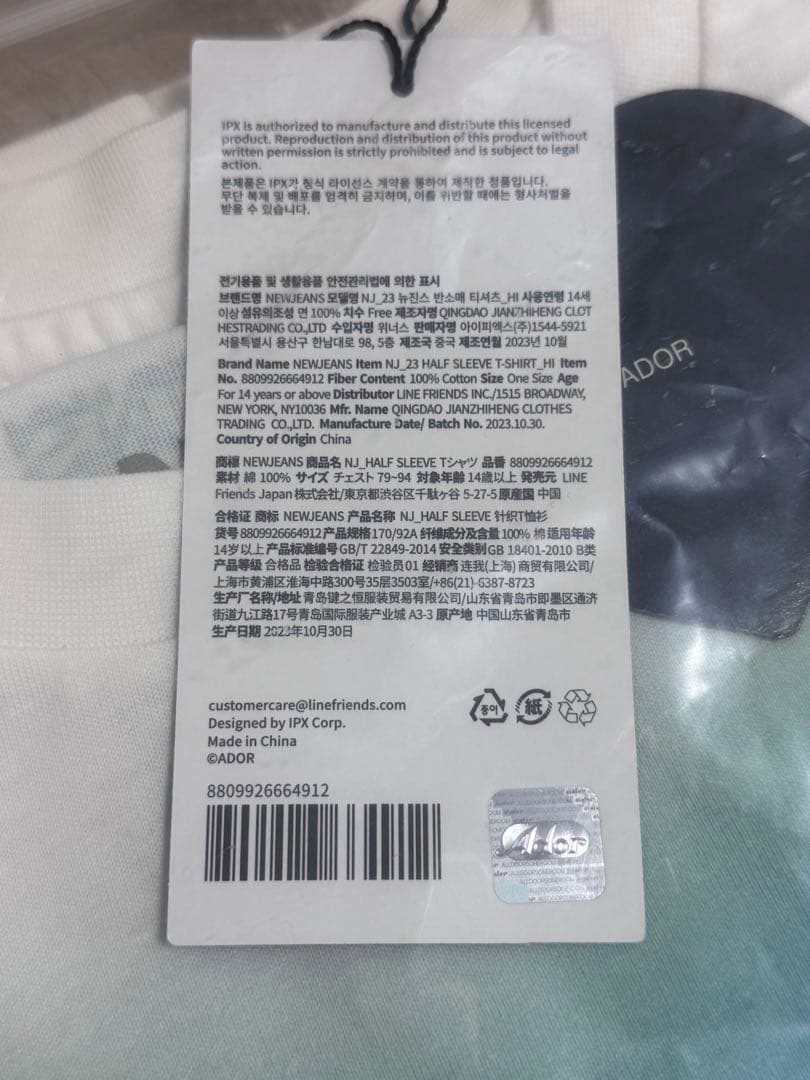 IPX is authorized to manufacture and distribute this licensed
product. Reproduction and distribution of this product without
written permission is strictly prohibited and is subject to legal
action.
본제품은 IPX가 정식 라이선스 계약을 통하여 제작한 정품입니다.
무단 복제 및 배포를 엄격히 금지하며, 이를 위반할 때에는 형사처벌을
받을 수 있습니다.
전기용품 및 생활용품 안전관리법에 의한 표시
브랜드명 NEWJEANS 모델명 NJ_23 뉴진스 반소매 티셔츠_HI 사용연령 14세
이상 섬유의조성 면 100% 치수 Free 제조자명 QINGDAO JIANZHIHENG CLOT
HESTRADING CO.,LTD 수입자명 위너스 판매자명 아이피엑스(주)1544-5921
서울특별시 용산구 한남대로 98, 5층 제조국 중국 제조연월 2023년 10월
Brand Name NEWJEANS Item NJ_23 HALF SLEEVE T-SHIRT_HI Item
No. 8809926664912 Fiber Content 100% Cotton Size One Size Age
For 14 years or above Distributor LINE FRIENDS INC./1515 BROADWAY,
NEW YORK, NY10036 Mfr. Name QINGDAO JIANZHIHENG CLOTHES
TRADING CO.,LTD. Manufacture Date/ Batch No. 2023.10.30.
Country of Origin China
商標 NEWJEANS 商品名 NJ_HALF SLEEVE Tシャツ 品番 8809926664912
素材 綿 100% サイズ チェスト 79~94 対象年齢 14歳以上 発売元 LINE
Friends Japan 株式会社/東京都渋谷区千駄ヶ谷 5-27-5 原産国 中国
合格证 商标 NEWJEANS 产品名称 NJ_HALF SLEEVE 针织T恤衫
货号 8809926664912 产品规格 170/92A 纤维成分及含量 100% 棉 适用年龄
14岁以上 产品标准编号 GB/T 22849-2014 安全类别 GB 18401-2010 B类
产品等级 合格品 检验合格证 检验员01 经销商 连我(上海) 商贸有限公司/
上海市黄浦区淮海中路300号35层3503室/+86(21)-6387-8723
生产厂名称/地址 青岛键之恒服装贸易有限公司/山东省青岛市即墨区通济
街道九江路17号青岛国际服装产业城 A3-3 原产地 中国山东省青岛市
生产日期 2023年10月30日
customercare@linefriends.com
Designed by IPX Corp.
Made in China
©ADOR
종이
紙
8809926664912
Ador
ADOR